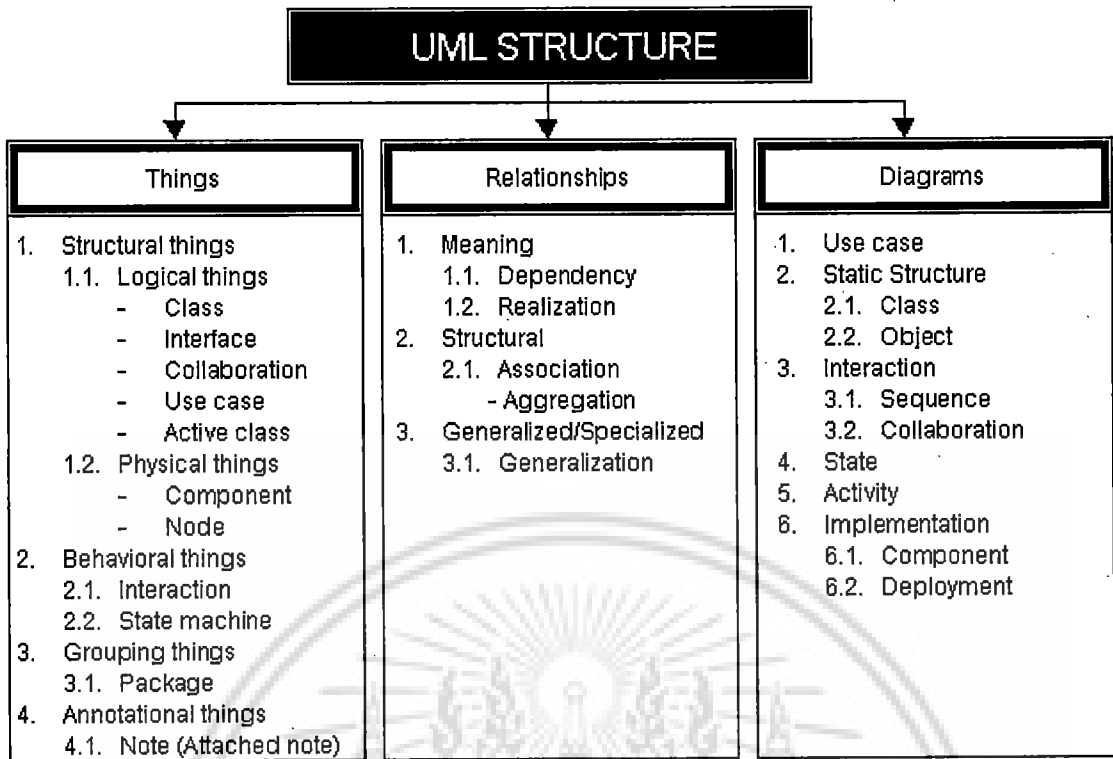 UML STRUCTURE
Things
1. Structural things
1.1. Logical things
- Class
- Interface
- Collaboration
- Use case
- Active class
1.2. Physical things
- Component
- Node
2. Behavioral things
2.1. Interaction
2.2. State machine
3. Grouping things
3.1. Package
4. Annotational things
4.1. Note (Attached note)
Relationships
1. Meaning
1.1. Dependency
1.2. Realization
2. Structural
2.1. Association
- Aggregation
3. Generalized/Specialized
3.1. Generalization
Diagrams
1. Use case
2. Static Structure
2.1. Class
2.2. Object
3. Interaction
3.1. Sequence
3.2. Collaboration
4. State
5. Activity
6. Implementation
6.1. Component
6.2. Deployment